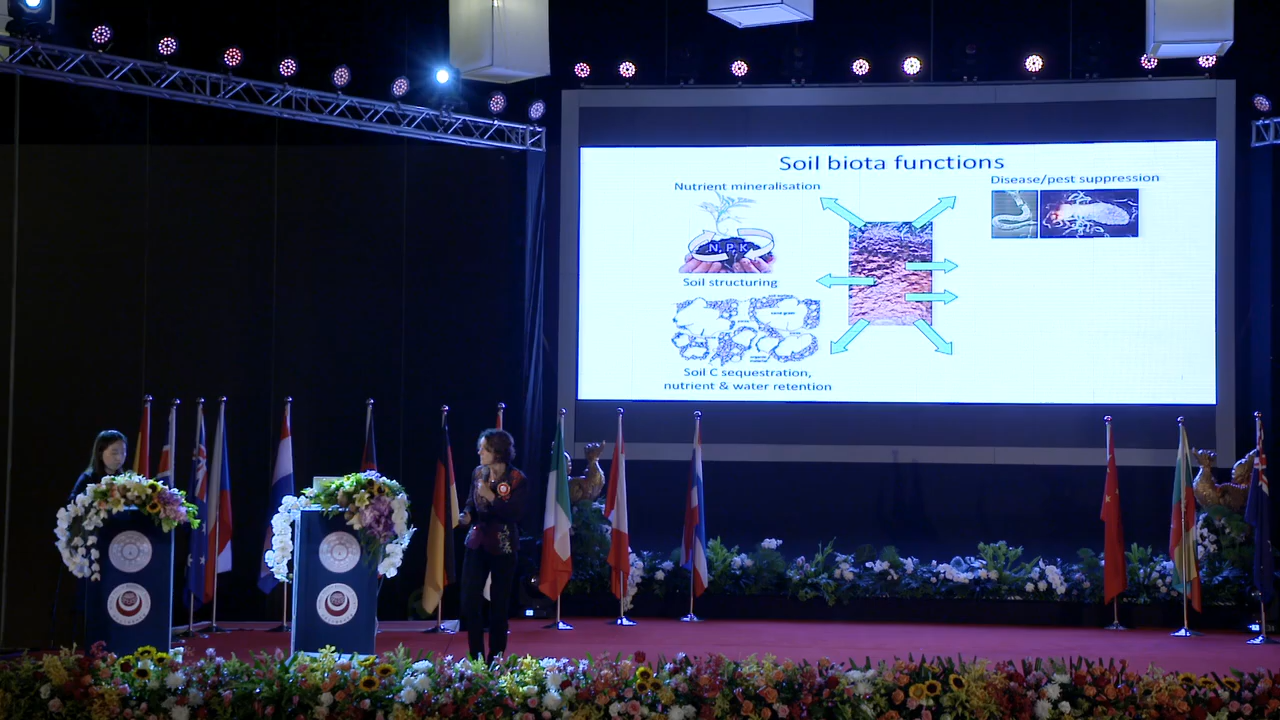 Soil biota functions
Nutrient mineralisation
N.P.K
Soil structuring
Soil C sequestration,
nutrient & water retention
Disease/pest suppression